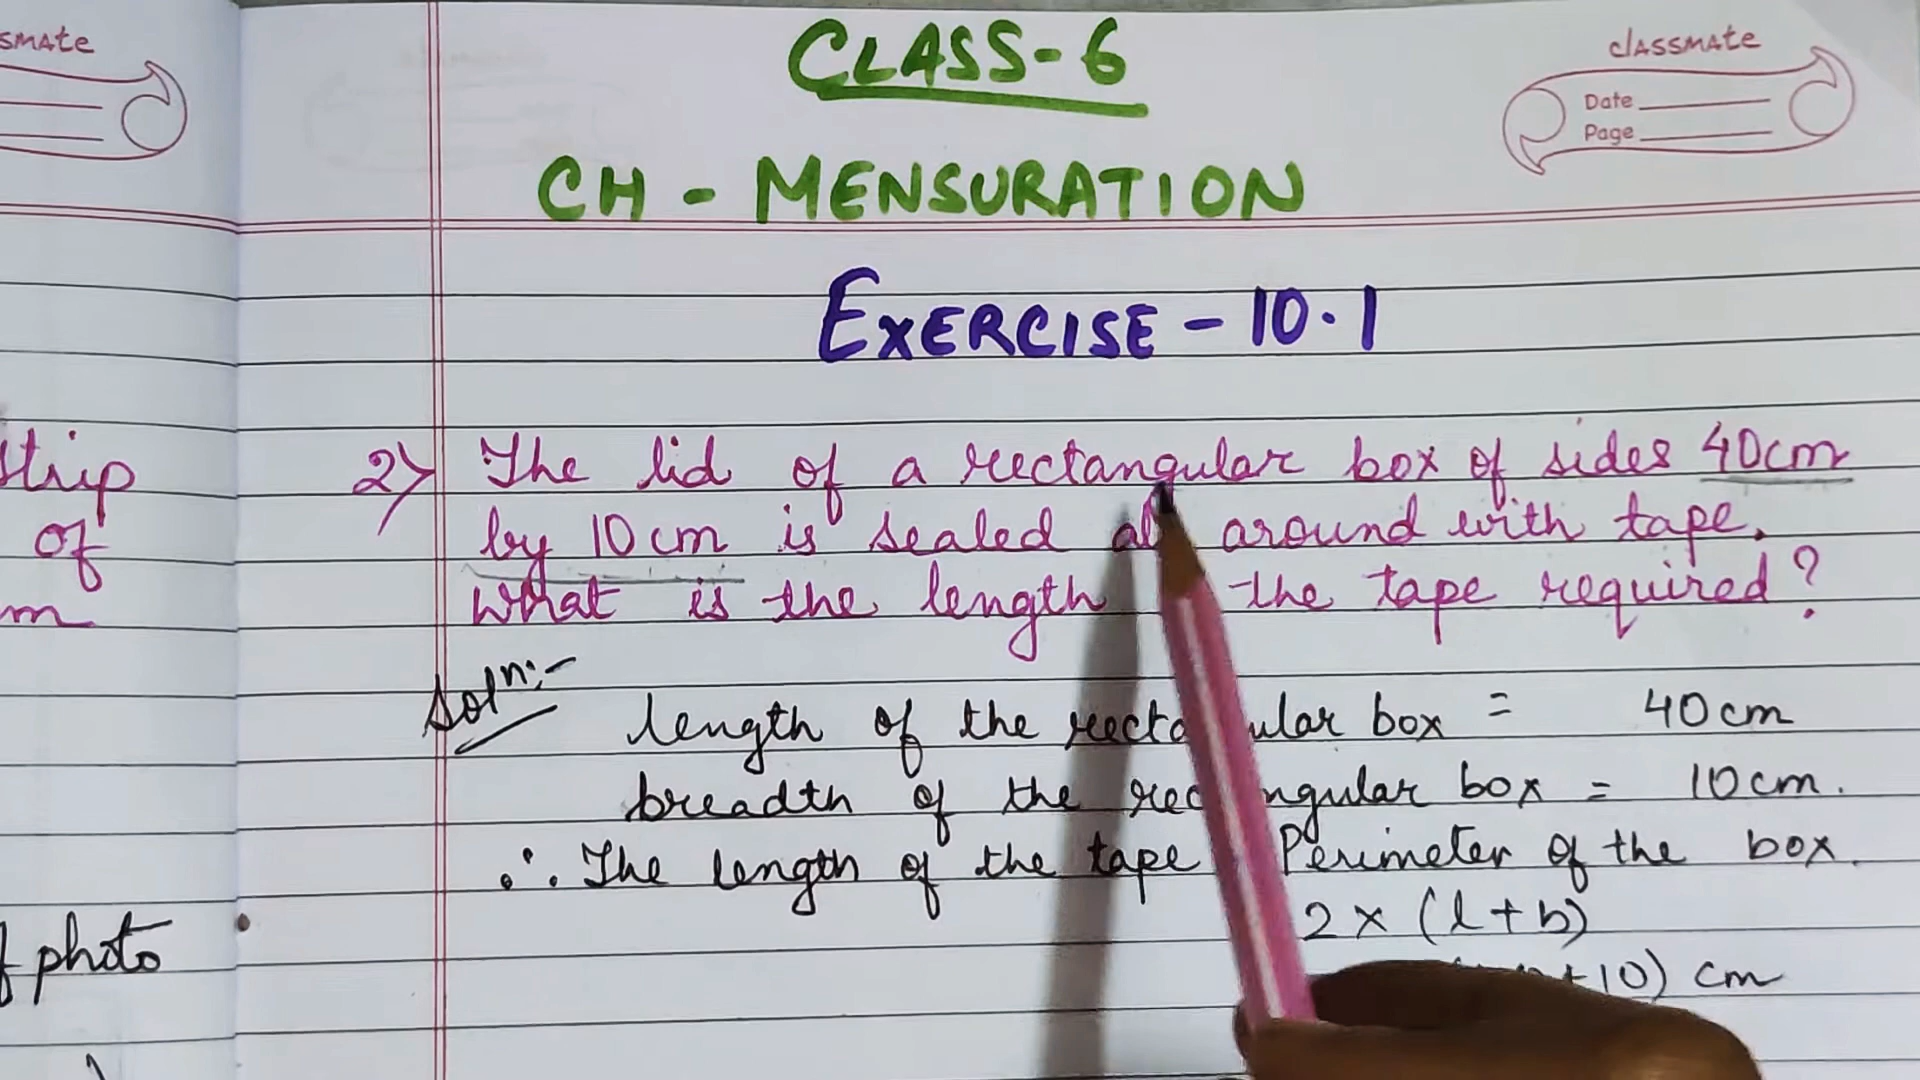 smate
CLASS-6
classmate
Date
Page
CH - MENSURATION
EXERCISE - 10.1
strip
of
m
2) The lid of a rectangular box of sides 40cm
by 10cm is sealed al around with tape.
What is the length the tape required?
Soln:-
length of the rectangular box = 40cm
breadth of the rectangular box = 10cm.
∴ The length of the tape Perimeter of the box.
2 x (l+b)
+10) cm
f photo